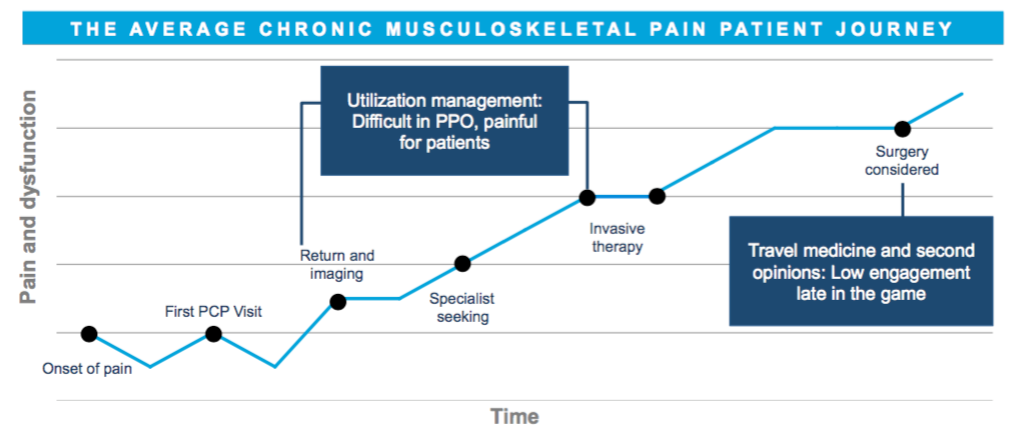 THE AVERAGE CHRONIC MUSCULOSKELETAL PAIN PATIENT JOURNEY
Pain and dysfunction
Utilization management:
Difficult in PPO, painful
for patients
Surgery
considered
Invasive
therapy
Return and
imaging
Travel medicine and second
opinions: Low engagement
late in the game
Specialist
seeking
First PCP Visit
Onset of pain
Time